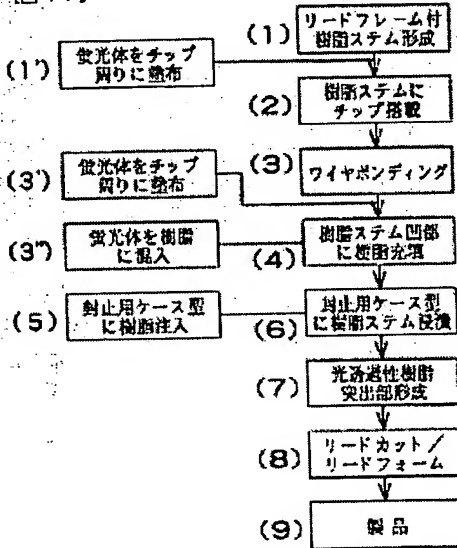 (1)
リードフレーム付
樹脂ステム形成
(1')
蛍光体をチップ
周りに塗布
(2)
樹脂ステムに
チップ搭載
(3')
蛍光体をチップ
周りに塗布
(3)
ワイヤボンディング
(3'')
蛍光体を樹脂
に混入
(4)
樹脂ステム凹部
に樹脂充填
(5)
封止用ケース型
に樹脂注入
(6)
封止用ケース型
に樹脂ステム浸漬
(7)
光透過性樹脂
突出部形成
(8)
リードカット/
リードフォーム
(9)
製品